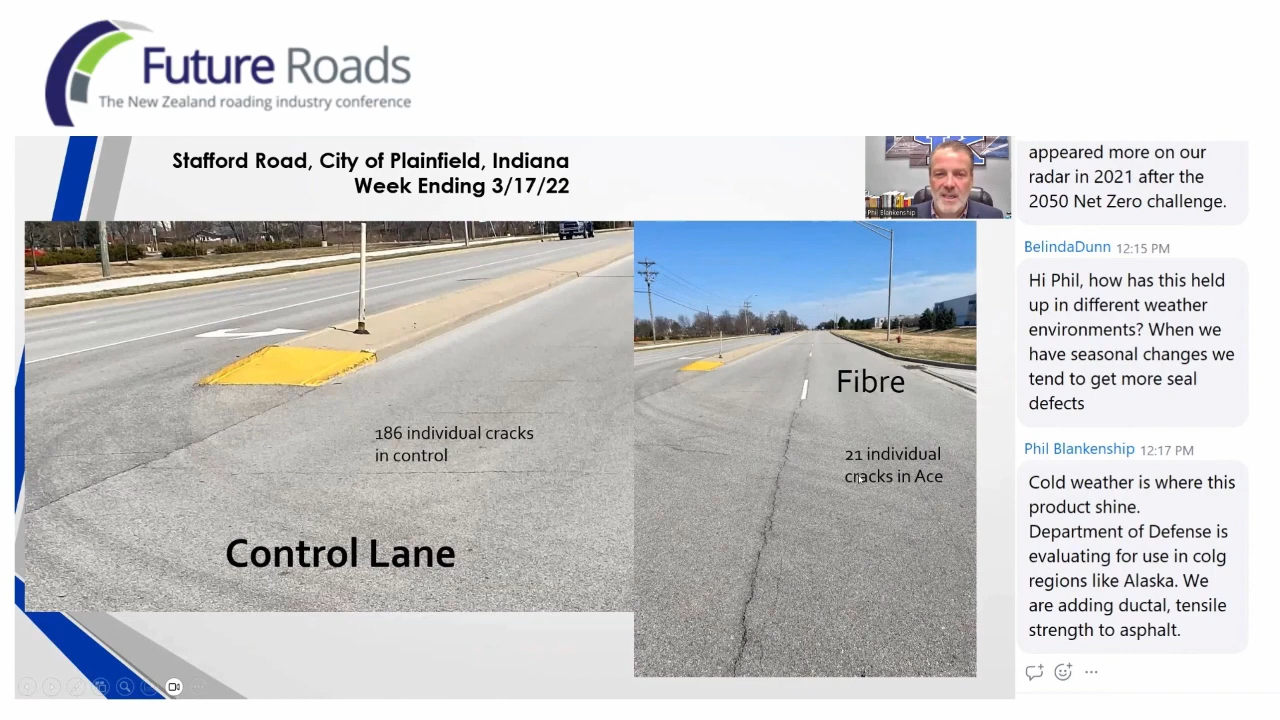 Future Roads
The New Zealand roading industry conference
Stafford Road, City of Plainfield, Indiana
Week Ending 3/17/22
Phil Blankenship
186 individual cracks
in control
Control Lane
Fibre
21 individual
cracks in Ace
appeared more on our
radar in 2021 after the
2050 Net Zero challenge.
BelindaDunn 12:15 PM
Hi Phil, how has this held
up in different weather
environments? When we
have seasonal changes we
tend to get more seal
defects
Phil Blankenship 12:17 PM
Cold weather is where this
product shine.
Department of Defense is
evaluating for use in colg
regions like Alaska. We
are adding ductal, tensile
strength to asphalt.